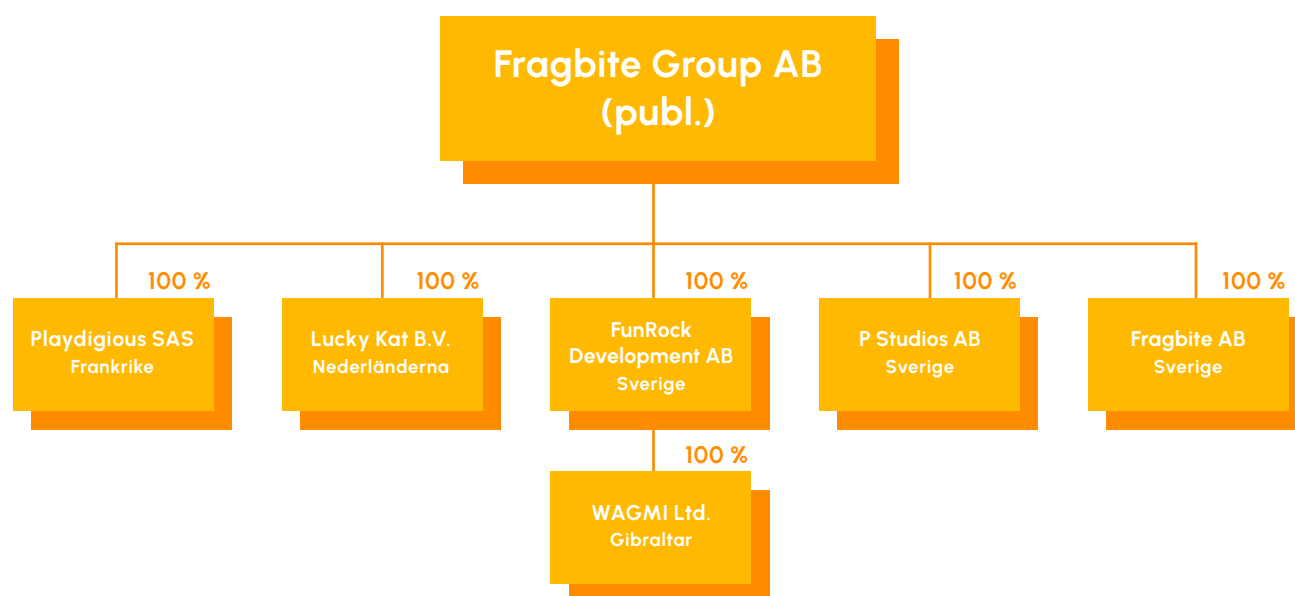 Fragbite Group AB
(publ.)
100 %
100 %
100 %
100 %
100 %
Playdigious SAS
Frankrike
Lucky Kat B.V.
Nederländerna
FunRock
Development AB
Sverige
P Studios AB
Sverige
Fragbite AB
Sverige
100 %
WAGMI Ltd.
Gibraltar